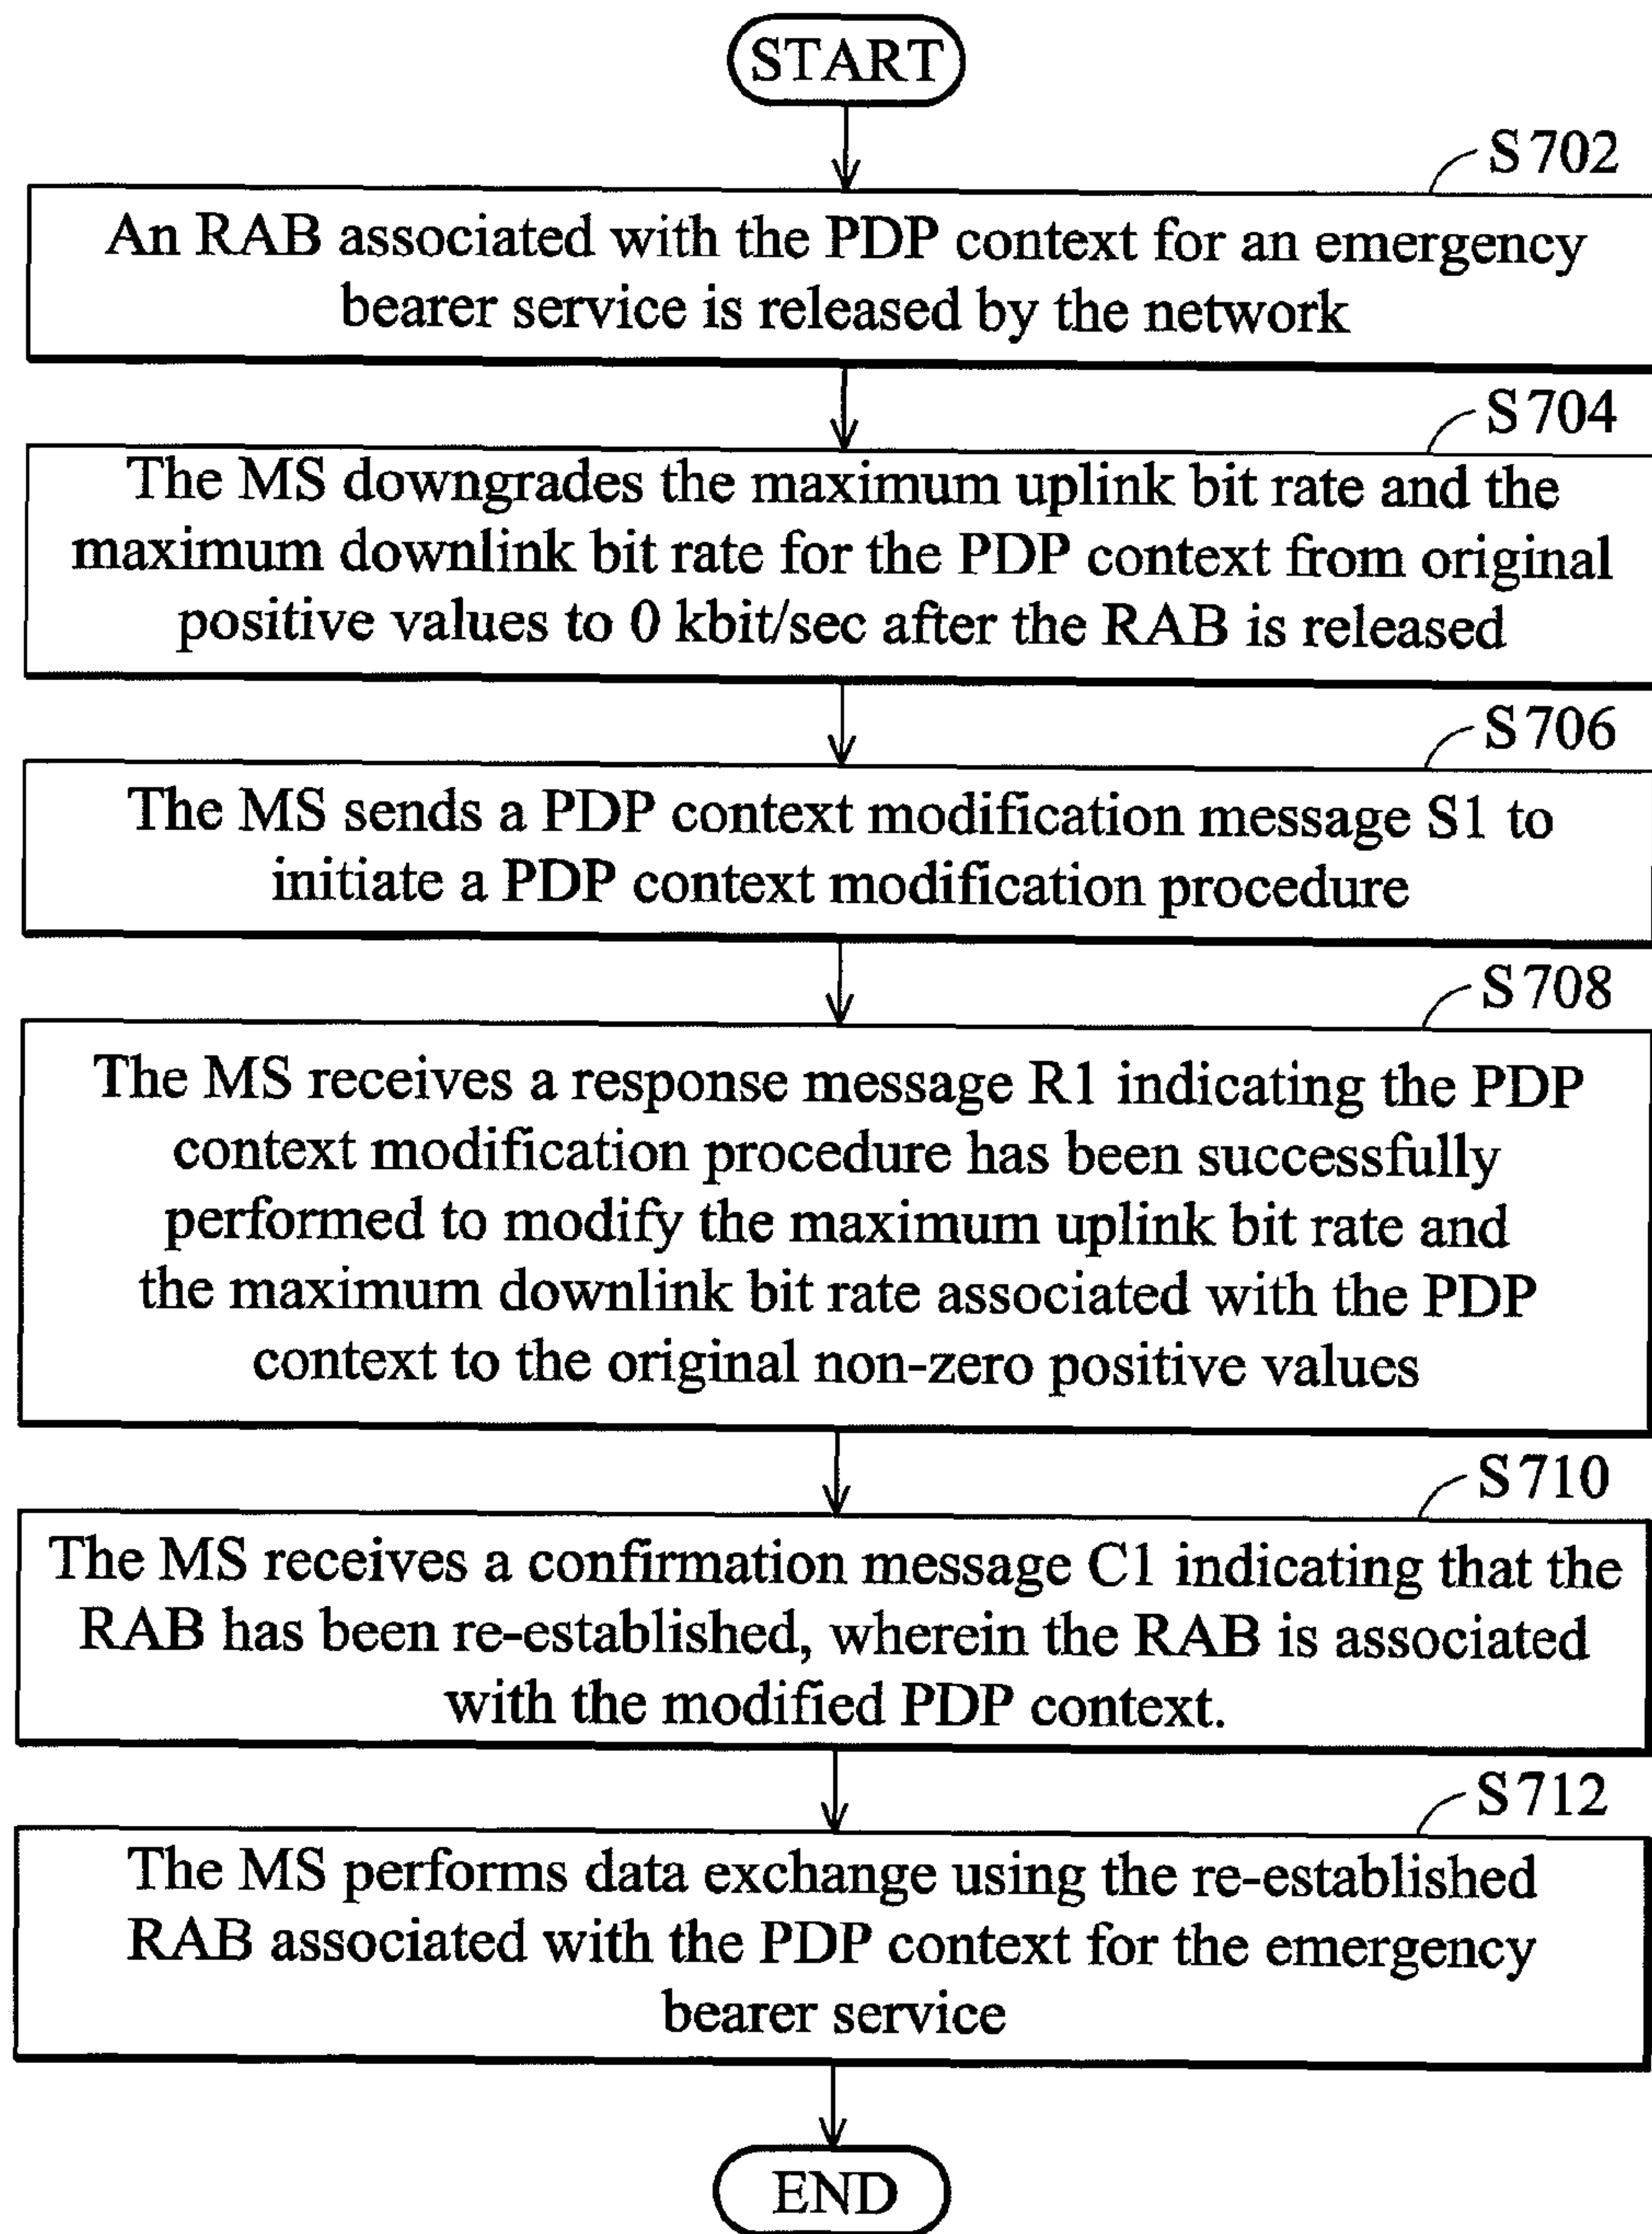 START
S702
An RAB associated with the PDP context for an emergency
bearer service is released by the network
S704
The MS downgrades the maximum uplink bit rate and the
maximum downlink bit rate for the PDP context from original
positive values to 0 kbit/sec after the RAB is released
S706
The MS sends a PDP context modification message S1 to
initiate a PDP context modification procedure
S708
The MS receives a response message R1 indicating the PDP
context modification procedure has been successfully
performed to modify the maximum uplink bit rate and
the maximum downlink bit rate associated with the PDP
context to the original non-zero positive values
S710
The MS receives a confirmation message C1 indicating that the
RAB has been re-established, wherein the RAB is associated
with the modified PDP context.
S712
The MS performs data exchange using the re-established
RAB associated with the PDP context for the emergency
bearer service
END